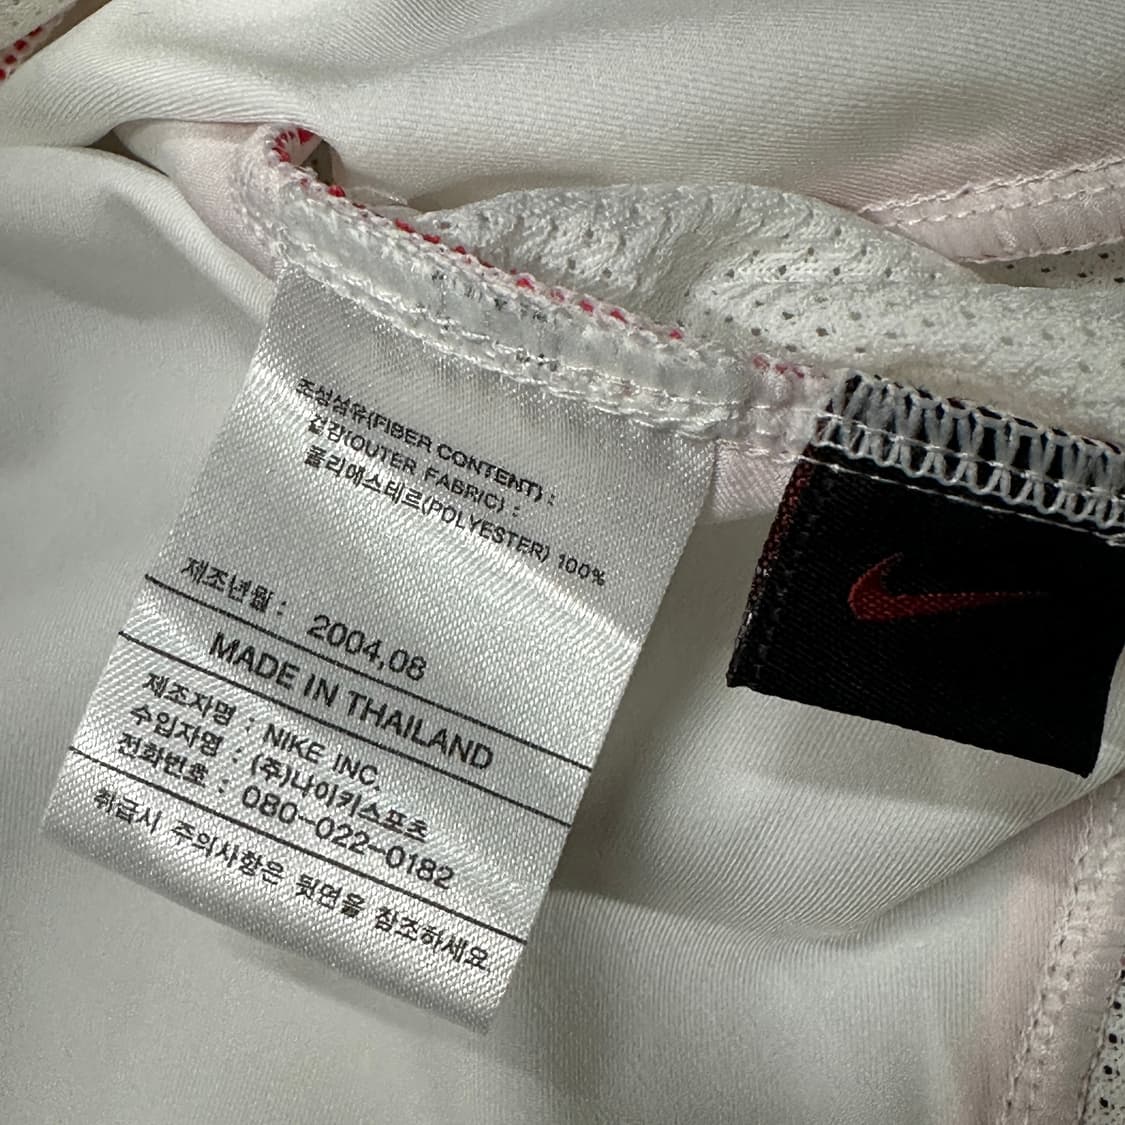 조성섬유(FIBER CONTENT) :
겉감(OUTER FABRIC) :
폴리에스테르(POLYESTER) 100%
제조년월 : 2004,08
MADE IN THAILAND
제조자명 : NIKE INC,
수입자명 : (주)나이키스포츠
전화번호 : 080-022-0182
취급시 주의사항은 뒷면을 참조하세요